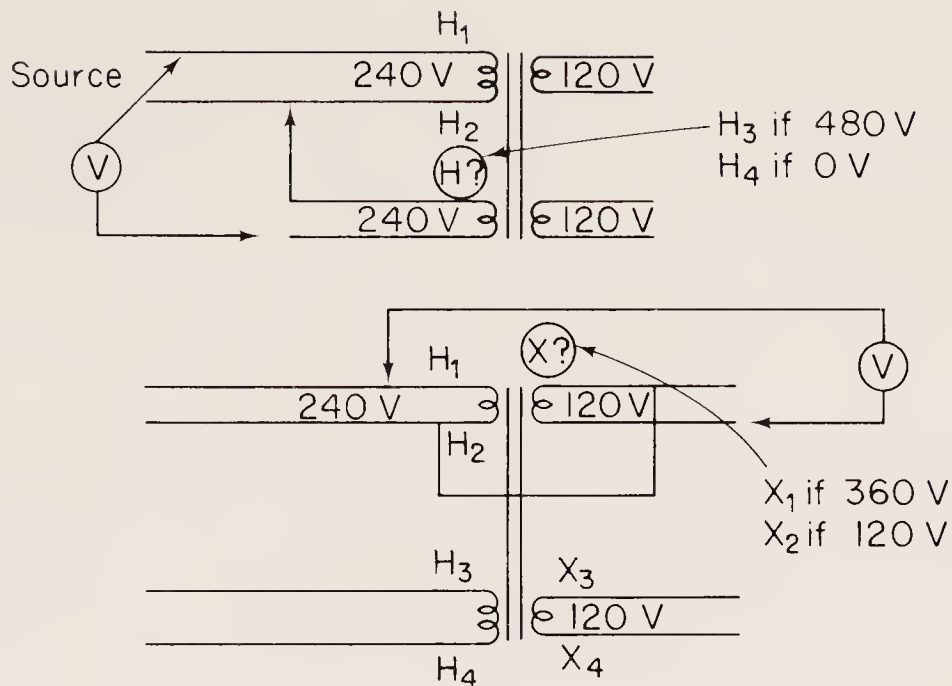 H₁
Source
240 V
120 V
H₂
H₃ if 480 V
H₄ if 0 V
V
H?
240 V
120 V
X?
H₁
V
240 V
120 V
H₂
X₁ if 360 V
X₂ if 120 V
H₃
X₃
120 V
H₄
X₄